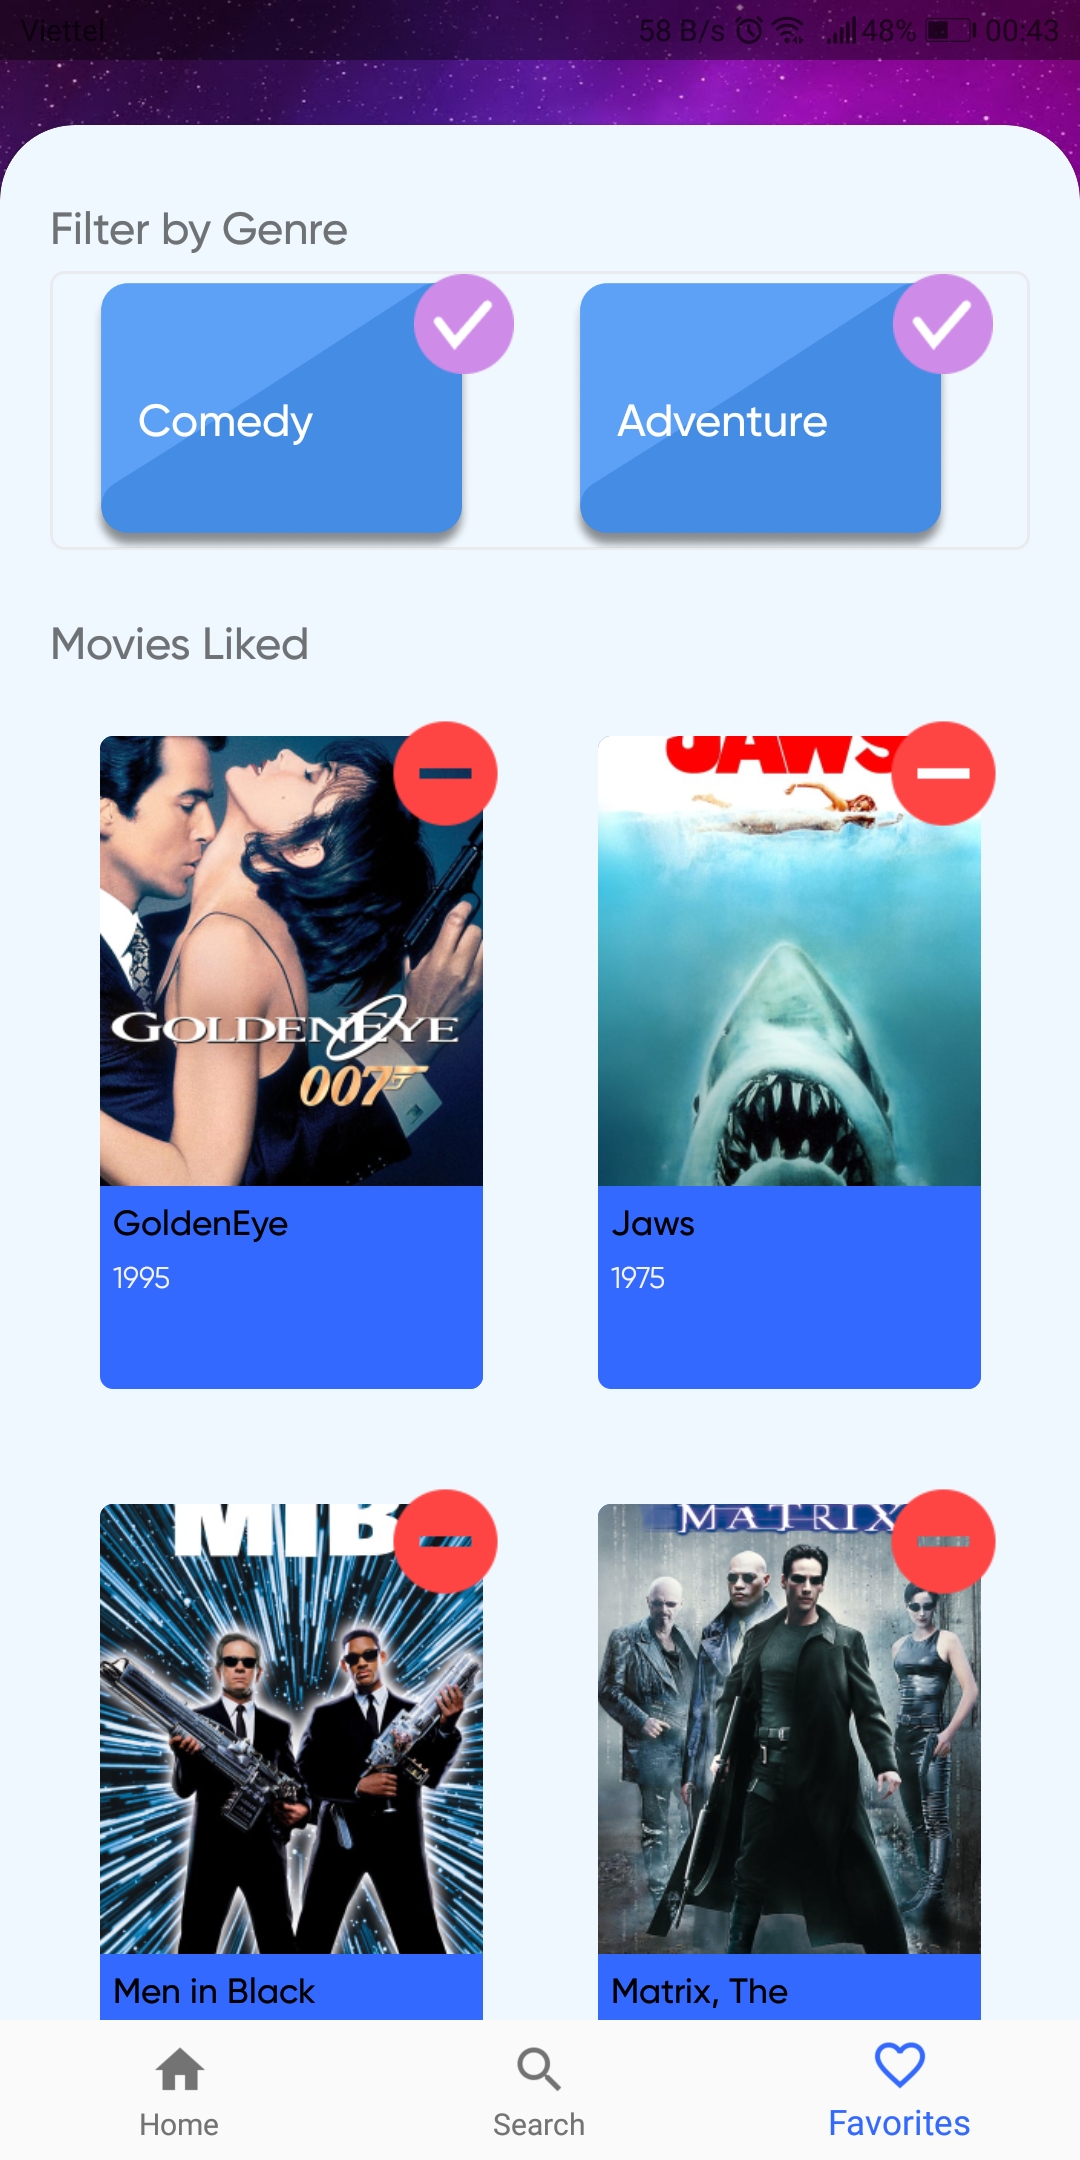 Viettel 58 B/s 48% 00:43
Filter by Genre
Comedy Adventure
Movies Liked
JAWS
GOLDENEYE
007
GoldenEye Jaws
1995 1975
MIB MATRIX
Men in Black Matrix, The
Home Search Favorites